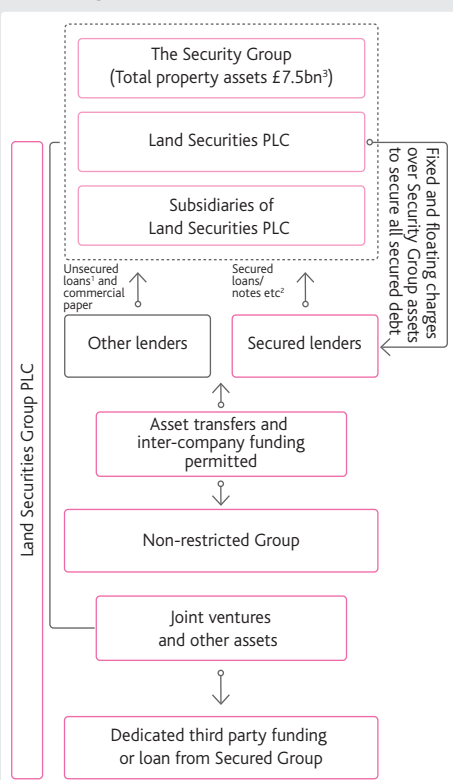 The Security Group
(Total property assets £7.5bn³)
Land Securities PLC
Subsidiaries of
Land Securities PLC
Fixed and floating charges
over Security Group assets
to secure all secured debt
Unsecured
loans¹ and
commercial
paper
Secured
loans/
notes etc²
Other lenders
Secured lenders
Asset transfers and
inter-company funding
permitted
Land Securities Group PLC
Non-restricted Group
Joint ventures
and other assets
Dedicated third party funding
or loan from Secured Group